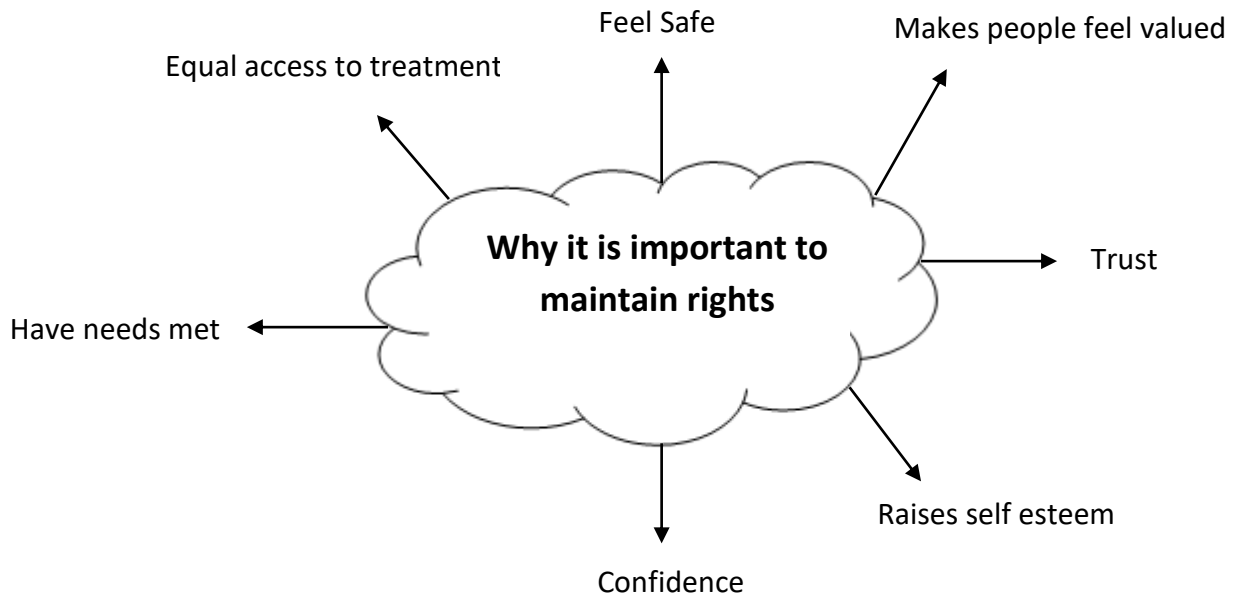 Feel Safe
Makes people feel valued
Equal access to treatment
Why it is important to
maintain rights
Trust
Have needs met
Raises self esteem
Confidence